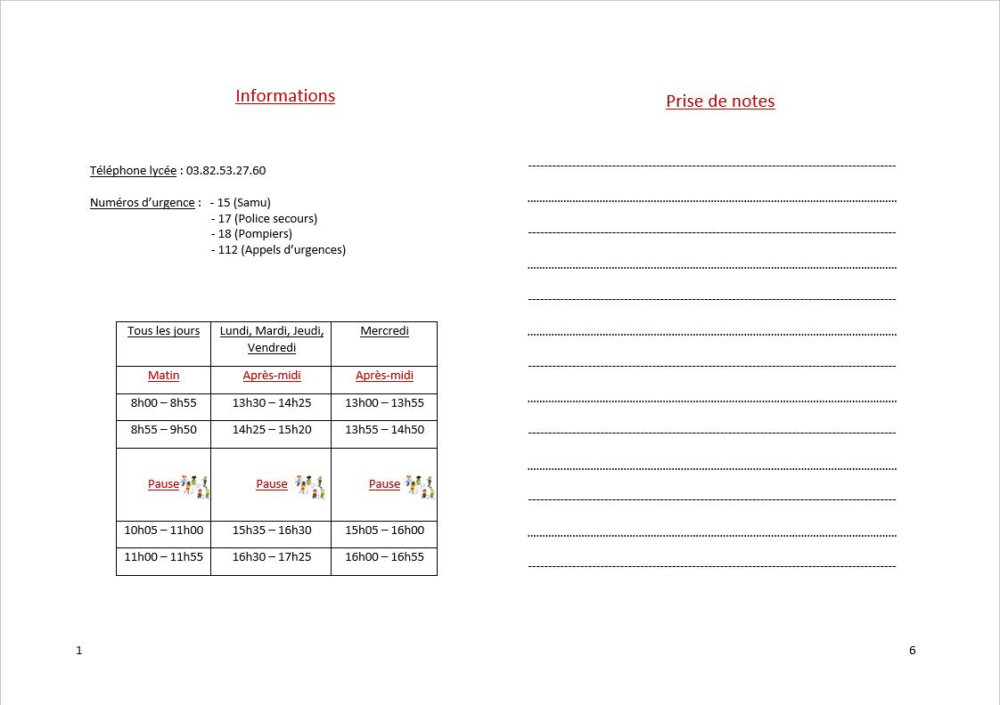 Informations
Téléphone lycée : 03.82.53.27.60
Numéros d’urgence : - 15 (Samu)
- 17 (Police secours)
- 18 (Pompiers)
- 112 (Appels d’urgences)
Tous les jours Lundi, Mardi, Jeudi, Mercredi
Vendredi
Matin Après-midi Après-midi
8h00 – 8h55 13h30 – 14h25 13h00 – 13h55
8h55 – 9h50 14h25 – 15h20 13h55 – 14h50
Pause Pause Pause
10h05 – 11h00 15h35 – 16h30 15h05 – 16h00
11h00 – 11h55 16h30 – 17h25 16h00 – 16h55
1
Prise de notes
6